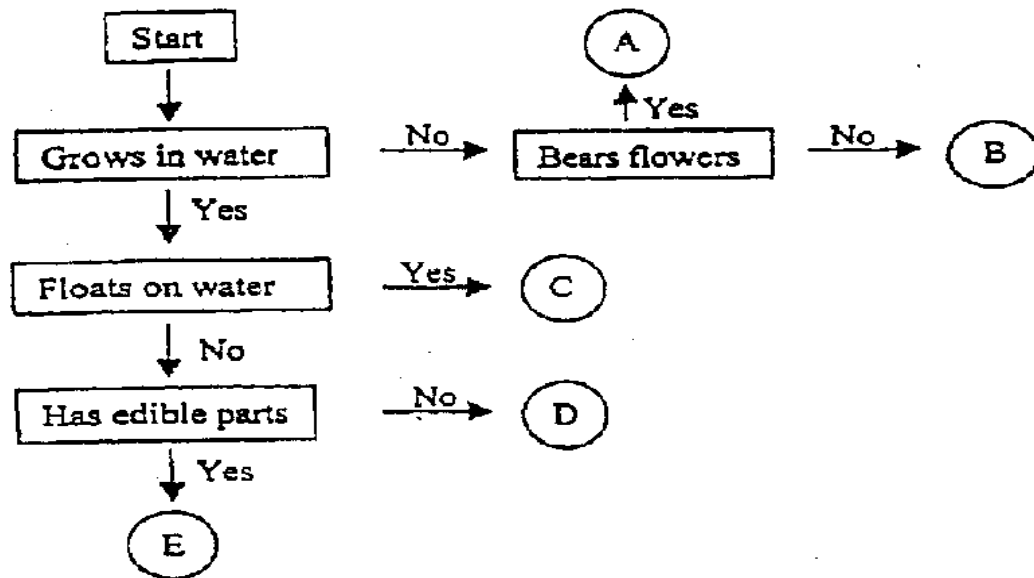 Start
A
Yes
Grows in water
No
Bears flowers
No
B
Yes
Floats on water
Yes
C
No
Has edible parts
No
D
Yes
E